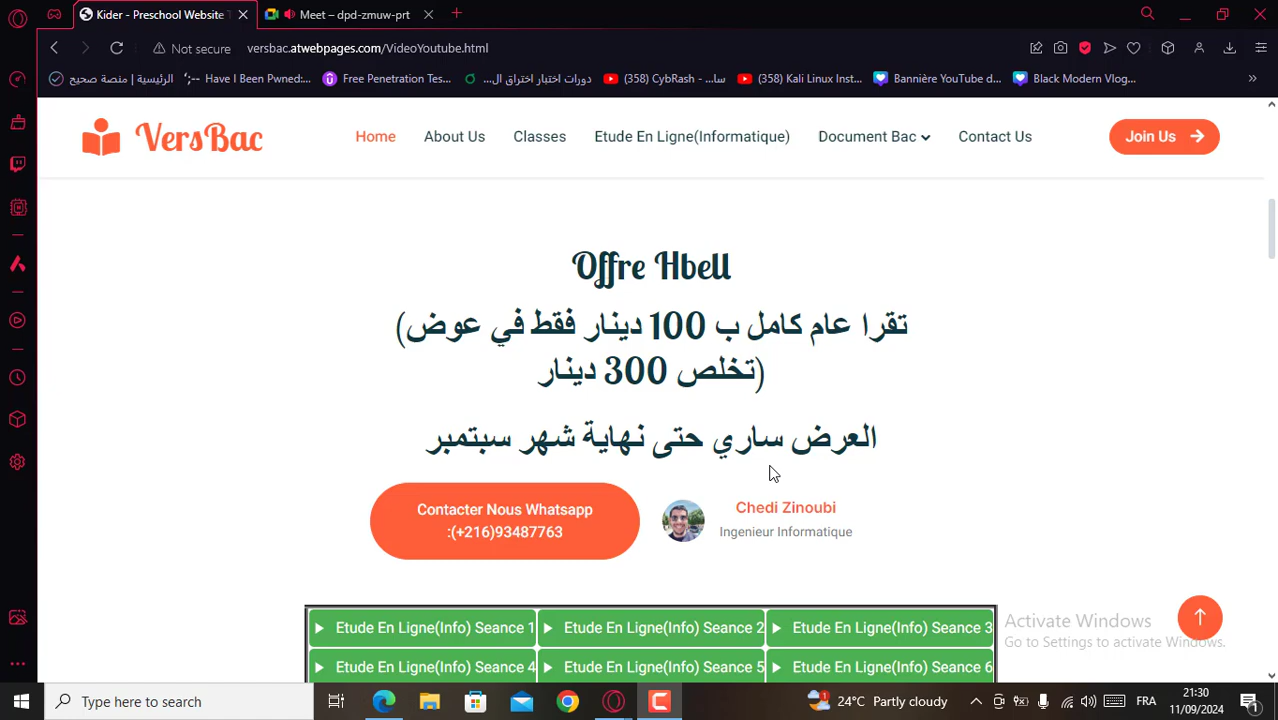 Kider - Preschool Website T
Meet – dpd-zmuw-prt
Not secure
versbac.atwebpages.com/VideoYoutube.html
الرئيسية | منصة صحيح
';-- Have I Been Pwned:...
Free Penetration Tes...
دورات اختبار اختراق ال...
(358) CybRash - سا...
(358) Kali Linux Inst...
Bannière YouTube d...
Black Modern Vlog...
VersBac
Home
About Us
Classes
Etude En Ligne(Informatique)
Document Bac
Contact Us
Join Us
Offre Hbell
تقرا عام كامل ب 100 دينار فقط في عوض)
(تخلص 300 دينار
العرض ساري حتى نهاية شهر سبتمبر
Contacter Nous Whatsapp
:(+216)93487763
Chedi Zinoubi
Ingenieur Informatique
Etude En Ligne(Info) Seance 1
Etude En Ligne(Info) Seance 2
Etude En Ligne(Info) Seance 3
Etude En Ligne(Info) Seance 4
Etude En Ligne(Info) Seance 5
Etude En Ligne(Info) Seance 6
Activate Windows
Go to Settings to activate Windows.
Type here to search
24°C Partly cloudy
FRA
21:30
11/09/2024
1